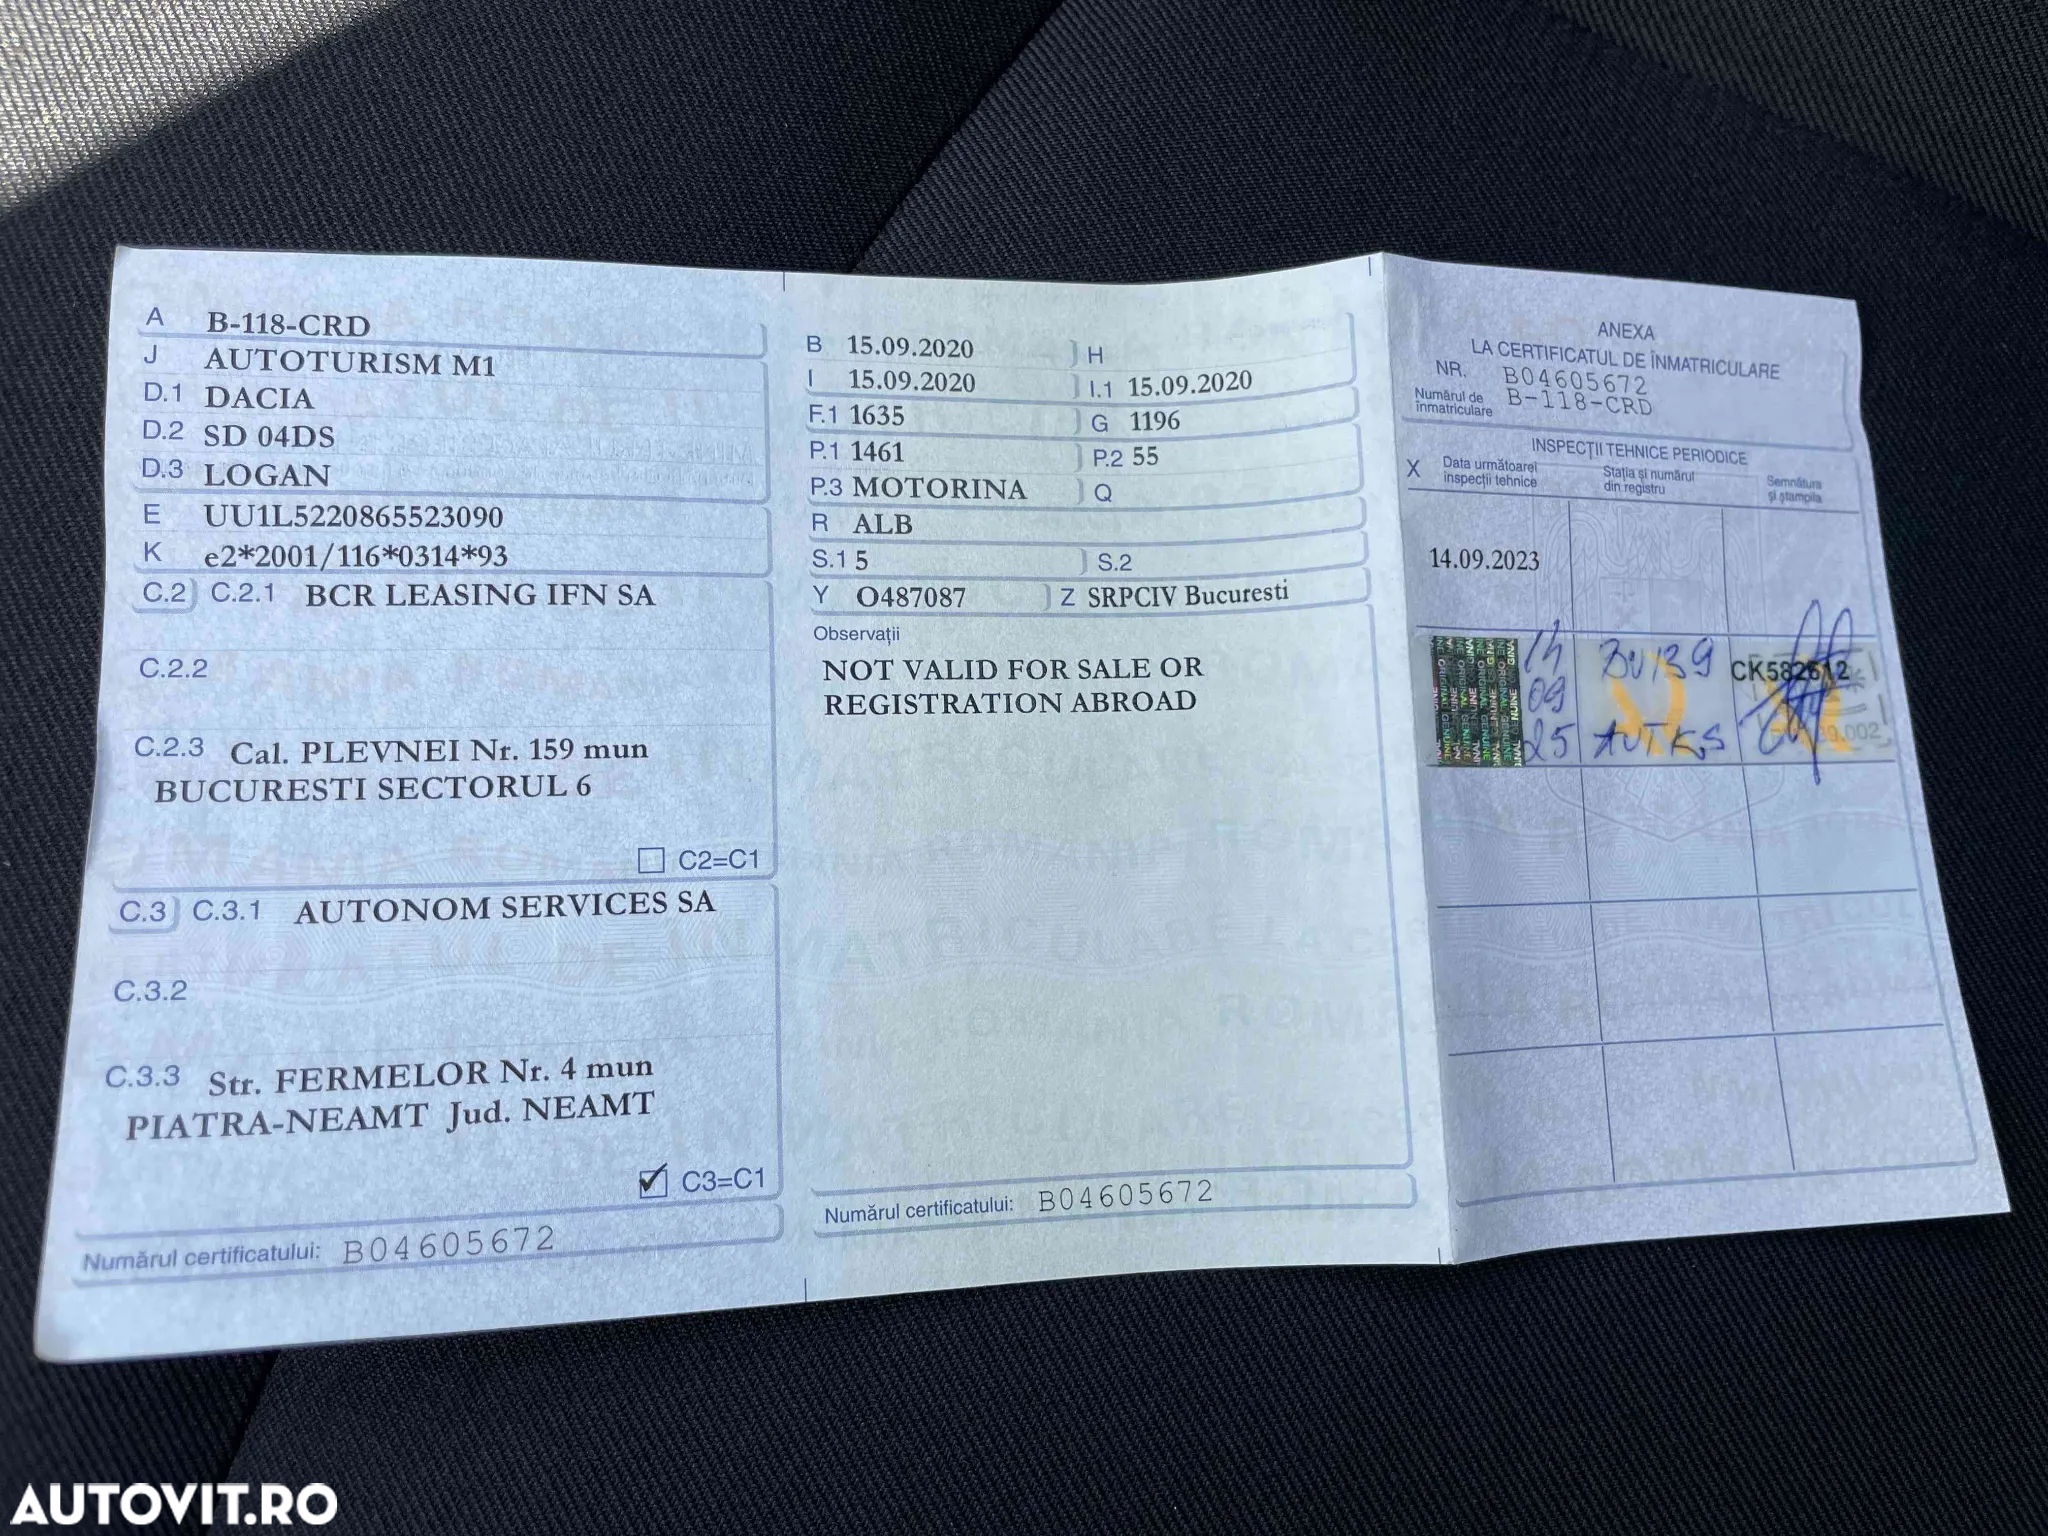 A B-118-CRD
J AUTOTURISM M1
D.1 DACIA
D.2 SD 04DS
D.3 LOGAN
E UU1L5220865523090
K e2*2001/116*0314*93
C.2 C.2.1 BCR LEASING IFN SA
C.2.2
C.2.3 Cal. PLEVNEI Nr. 159 mun
BUCURESTI SECTORUL 6
C2=C1
C.3 C.3.1 AUTONOM SERVICES SA
C.3.2
C.3.3 Str. FERMELOR Nr. 4 mun
PIATRA-NEAMT Jud. NEAMT
C3=C1
Numărul certificatului: B04605672
B 15.09.2020 H
I 15.09.2020 I.1 15.09.2020
F.1 1635 G 1196
P.1 1461 P.2 55
P.3 MOTORINA Q
R ALB
S.1 5 S.2
Y O487087 Z SRPCIV Bucuresti
Observații
NOT VALID FOR SALE OR
REGISTRATION ABROAD
Numărul certificatului: B04605672
ANEXA
LA CERTIFICATUL DE ÎNMATRICULARE
NR. B04605672
Numărul de
înmatriculare B-118-CRD
INSPECȚII TEHNICE PERIODICE
X Data următoarei
inspecții tehnice
Stația și numărul
din registru
Semnătura
și ștampila
14.09.2023
14
09
25
CK582612
AUTOVIT.RO